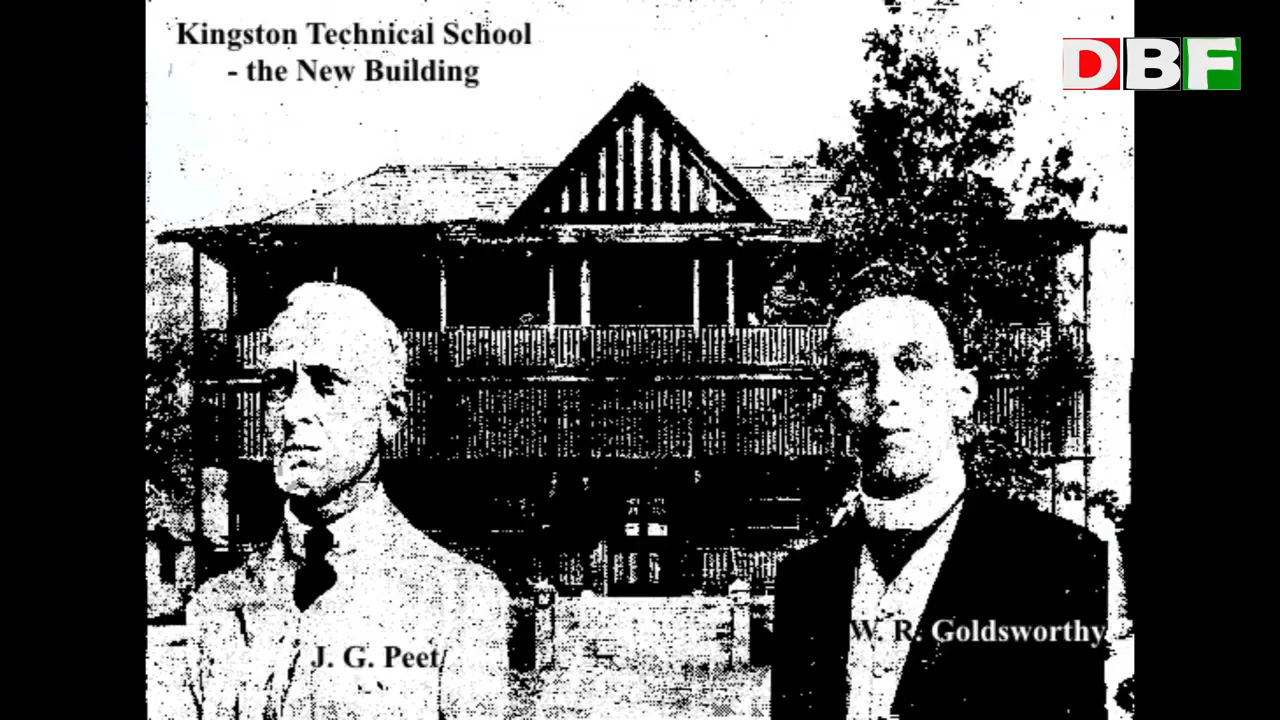 Kingston Technical School
- the New Building
DBF
J. G. Peet
W. R. Goldsworthy